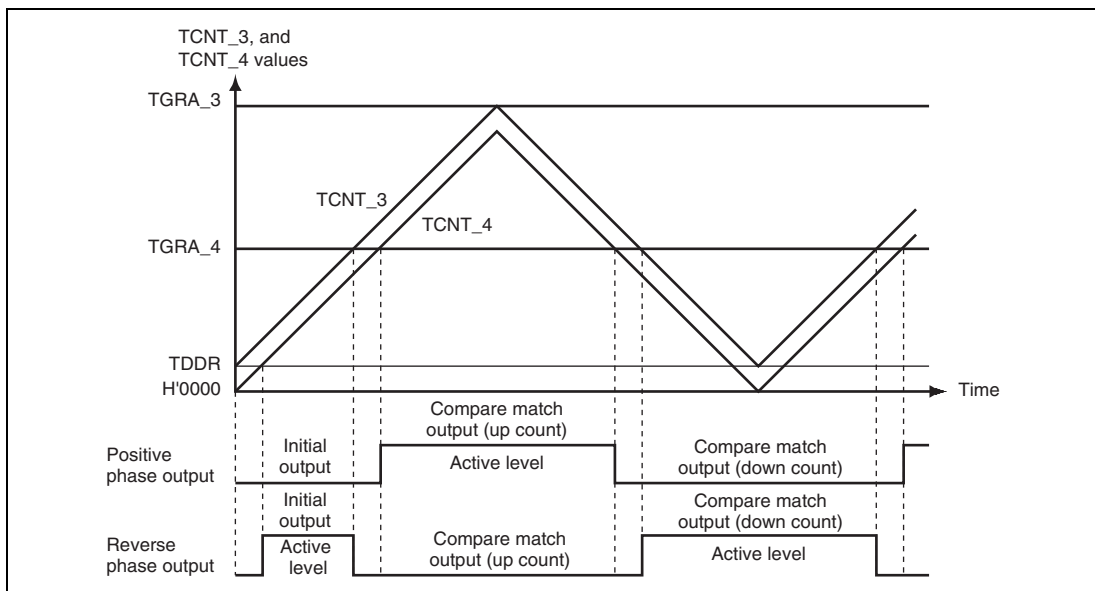 TCNT_3, and
TCNT_4 values
TGRA_3
TCNT_3
TCNT_4
TGRA_4
TDDR
H'0000
Time
Positive
phase output
Initial
output
Compare match
output (up count)
Active level
Compare match
output (down count)
Reverse
phase output
Initial
output
Active
level
Compare match
output (up count)
Compare match
output (down count)
Active level